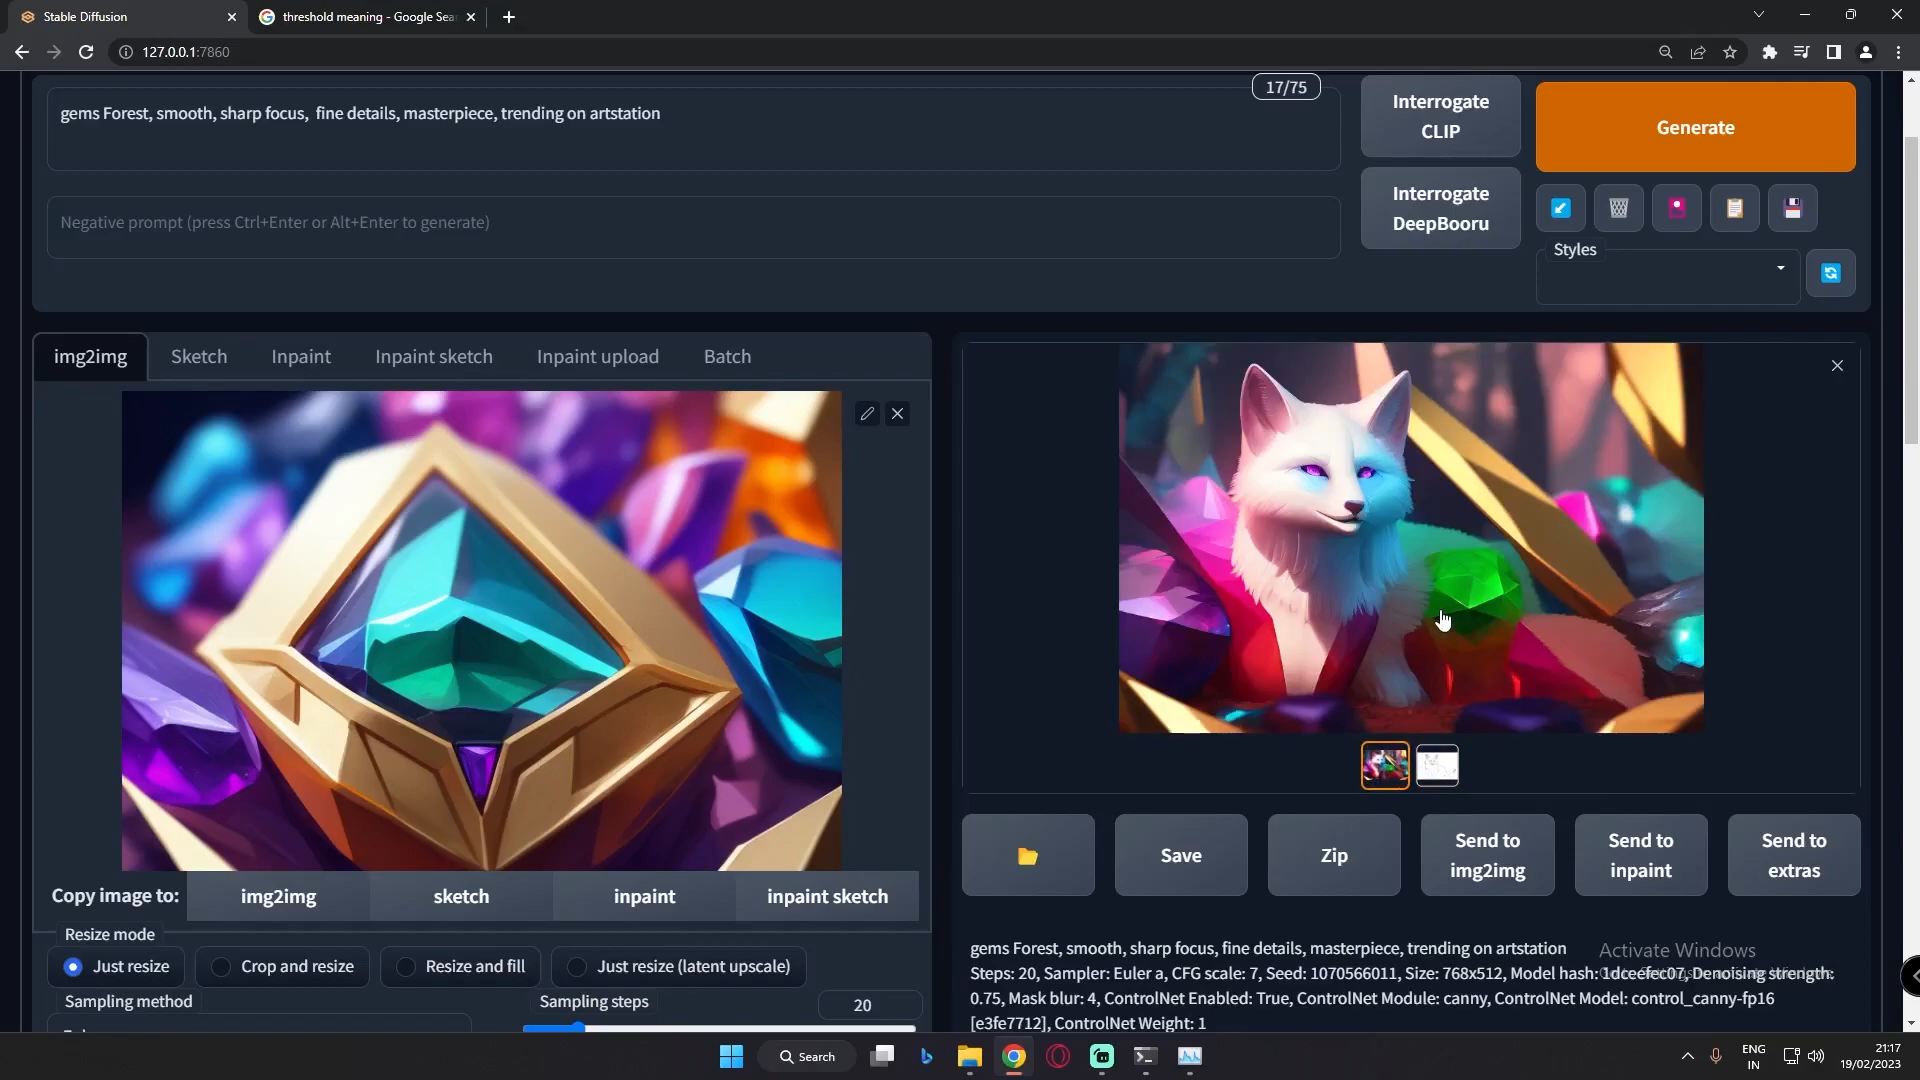 Stable Diffusion
threshold meaning - Google Sea
127.0.0.1:7860
17/75
gems Forest, smooth, sharp focus,  fine details, masterpiece, trending on artstation
Interrogate
CLIP
Generate
Negative prompt (press Ctrl+Enter or Alt+Enter to generate)
Interrogate
DeepBooru
Styles
img2img
Sketch
Inpaint
Inpaint sketch
Inpaint upload
Batch
Save
Zip
Send to
img2img
Send to
inpaint
Send to
extras
Copy image to:
img2img
sketch
inpaint
inpaint sketch
Resize mode
Just resize
Crop and resize
Resize and fill
Just resize (latent upscale)
Sampling method
Sampling steps
20
gems Forest, smooth, sharp focus, fine details, masterpiece, trending on artstation
Activate Windows
Steps: 20, Sampler: Euler a, CFG scale: 7, Seed: 1070566011, Size: 768x512, Model hash: Denoising strength:
0.75, Mask blur: 4, ControlNet Enabled: True, ControlNet Module: canny, ControlNet Model: control_canny-fp16
[e3fe7712], ControlNet Weight: 1
Search
ENG
IN
21:17
19/02/2023